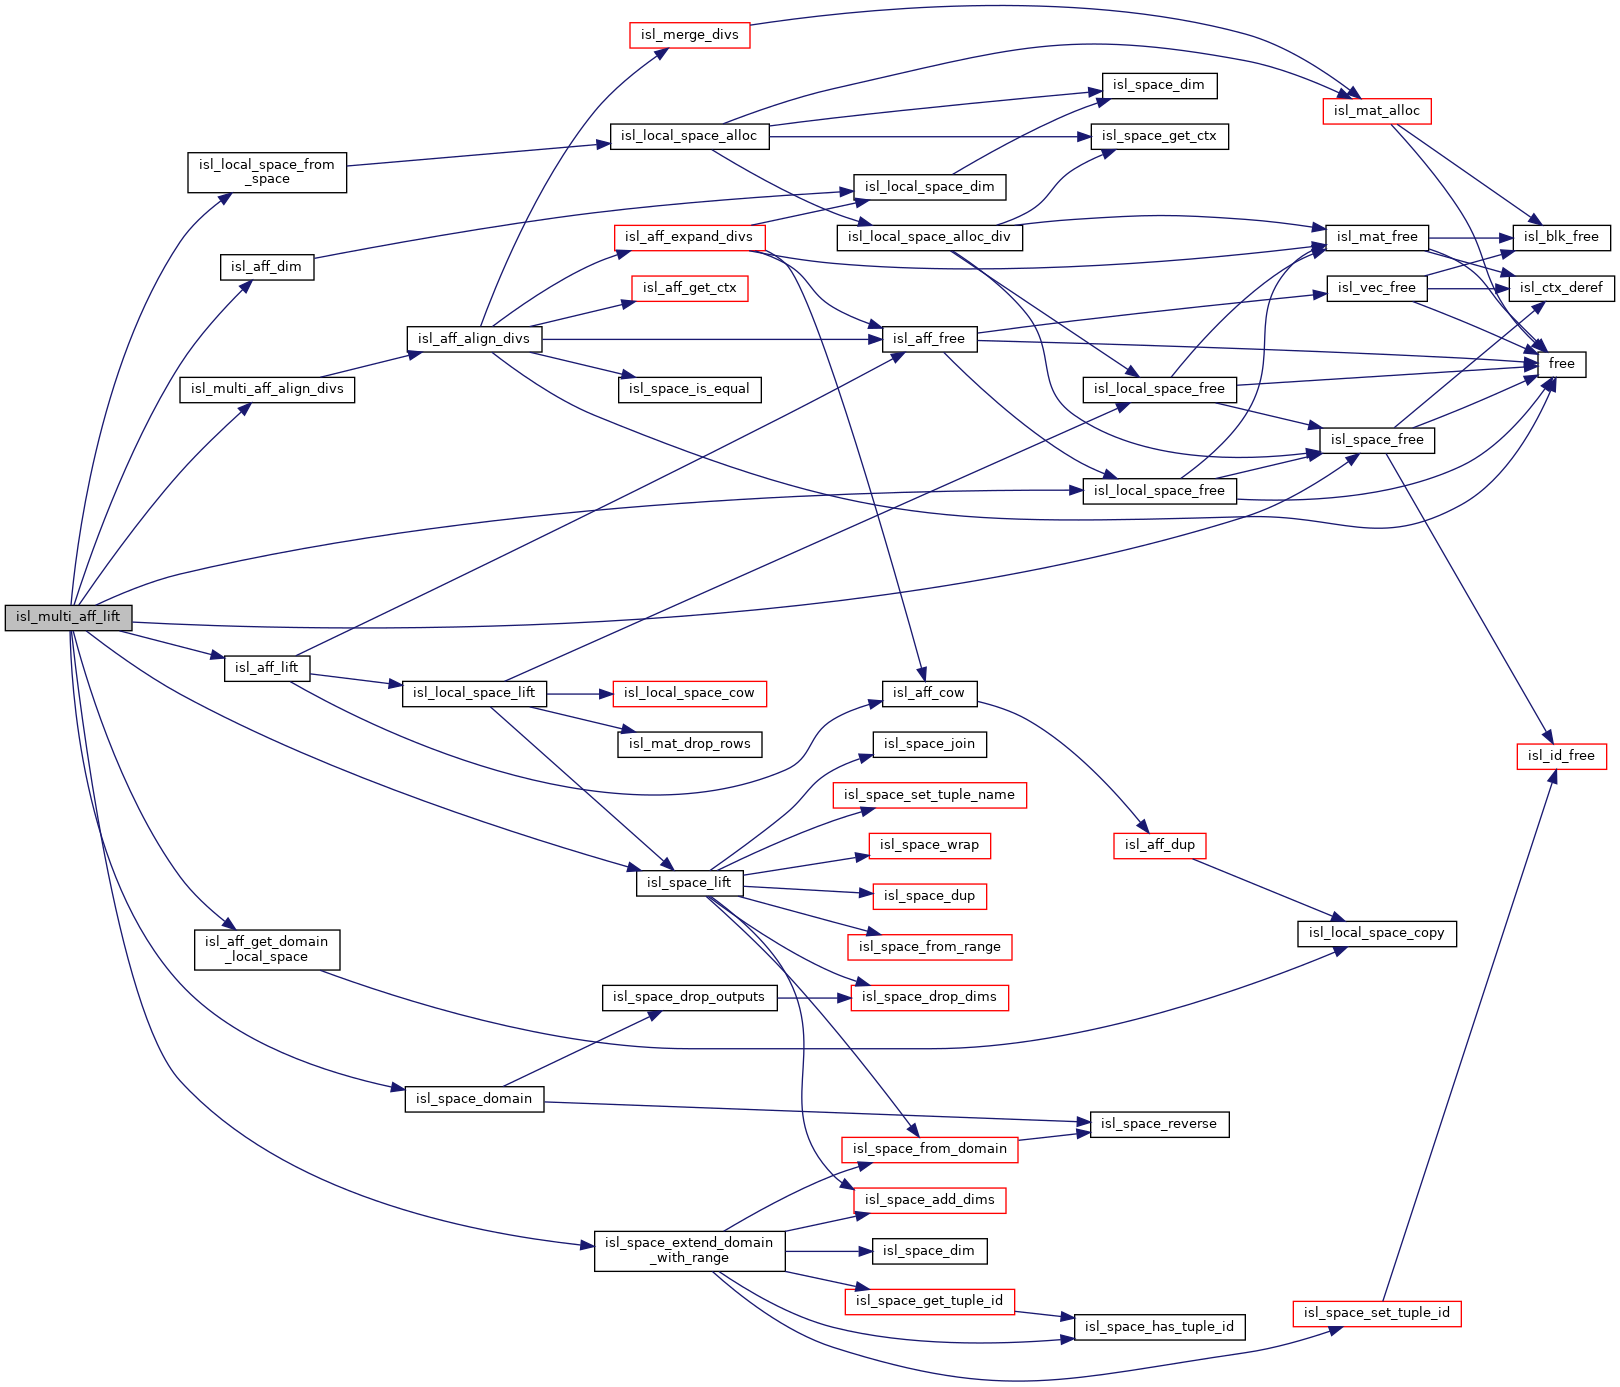 isl_merge_divs
isl_space_dim
isl_mat_alloc
isl_local_space_alloc
isl_space_get_ctx
isl_local_space_from
_space
isl_local_space_dim
isl_aff_expand_divs
isl_local_space_alloc_div
isl_mat_free
isl_blk_free
isl_aff_dim
isl_aff_get_ctx
isl_vec_free
isl_ctx_deref
isl_aff_align_divs
isl_aff_free
free
isl_multi_aff_align_divs
isl_space_is_equal
isl_local_space_free
isl_space_free
isl_local_space_free
isl_multi_aff_lift
isl_aff_lift
isl_local_space_lift
isl_local_space_cow
isl_aff_cow
isl_mat_drop_rows
isl_space_join
isl_id_free
isl_space_set_tuple_name
isl_space_wrap
isl_aff_dup
isl_space_lift
isl_space_dup
isl_local_space_copy
isl_aff_get_domain
_local_space
isl_space_from_range
isl_space_drop_outputs
isl_space_drop_dims
isl_space_domain
isl_space_reverse
isl_space_from_domain
isl_space_add_dims
isl_space_extend_domain
_with_range
isl_space_dim
isl_space_get_tuple_id
isl_space_set_tuple_id
isl_space_has_tuple_id